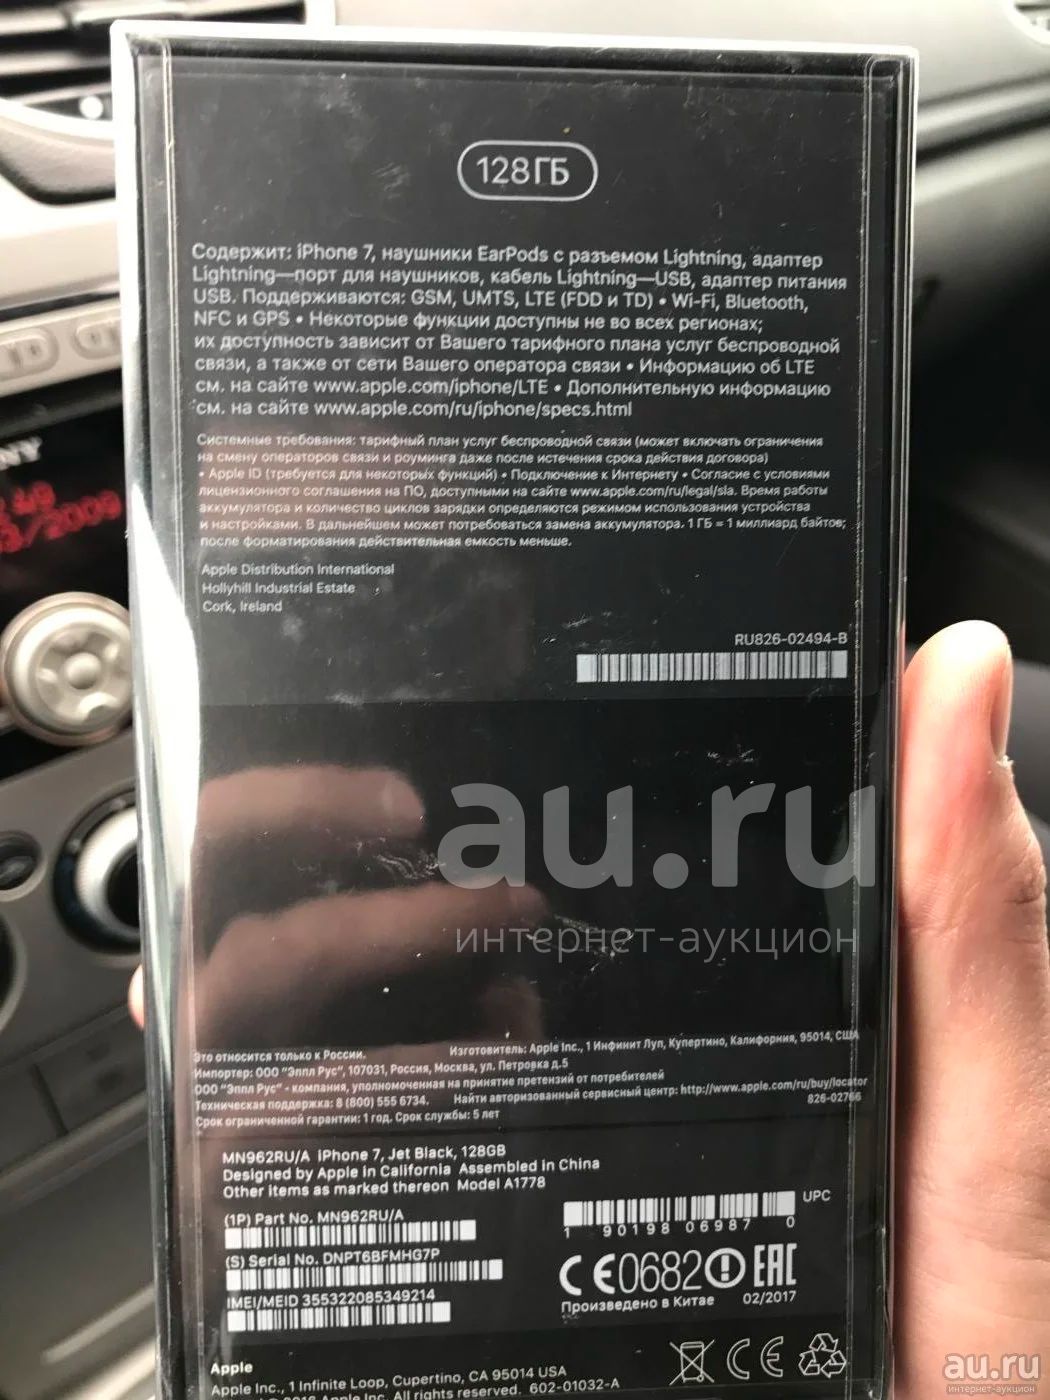 128ГБ
Содержит: iPhone 7, наушники EarPods с разъемом Lightning, адаптер
Lightning—порт для наушников, кабель Lightning—USB, адаптер питания
USB. Поддерживаются: GSM, UMTS, LTE (FDD и TD) • Wi-Fi, Bluetooth,
NFC и GPS • Некоторые функции доступны не во всех регионах;
их доступность зависит от Вашего тарифного плана услуг беспроводной
связи, а также от сети Вашего оператора связи • Информацию об LTE
см. на сайте www.apple.com/iphone/LTE • Дополнительную информацию
см. на сайте www.apple.com/ru/iphone/specs.html
Системные требования: тарифный план услуг беспроводной связи (может включать ограничения
на смену операторов связи и роуминга даже после истечения срока действия договора)
• Apple ID (требуется для некоторых функций) • Подключение к Интернету • Согласие с условиями
лицензионного соглашения на ПО, доступными на сайте www.apple.com/ru/legal/sla. Время работы
аккумулятора и количество циклов зарядки определяются режимом использования устройства
и настройками. В дальнейшем может потребоваться замена аккумулятора. 1 ГБ = 1 миллиард байтов;
после форматирования действительная емкость меньше.
Apple Distribution International
Hollyhill Industrial Estate
Cork, Ireland
RU826-02494-B
au.ru
интернет-аукцион
Это относится только к России. Изготовитель: Apple Inc., 1 Инфинит Луп, Купертино, Калифорния, 95014, США
Импортер: ООО "Эппл Рус", 107031, Россия, Москва, ул. Петровка д.5
ООО "Эппл Рус" - компания, уполномоченная на принятие претензий от потребителей
Техническая поддержка: 8 (800) 555 6734. Найти авторизованный сервисный центр: http://www.apple.com/ru/buy/locator
Срок ограниченной гарантии: 1 год. Срок службы: 5 лет 826-02766
MN962RU/A iPhone 7, Jet Black, 128GB
Designed by Apple in California Assembled in China
Other items as marked thereon Model A1778
(1P) Part No. MN962RU/A
UPC
1 90198 06987 0
(S) Serial No. DNPT6BFMHG7P
CE0682 EAC
IMEI/MEID 355322085349214
Произведено в Китае 02/2017
Apple
Apple Inc., 1 Infinite Loop, Cupertino, CA 95014 USA
All rights reserved. 602-01032-A
CE
au.ru
интернет-аукцион